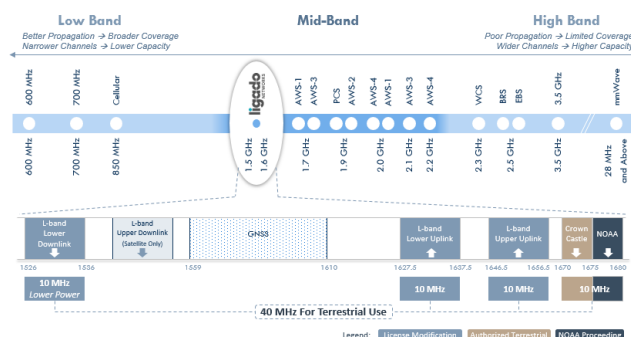 Low Band
Mid-Band
High Band
Better Propagation → Broader Coverage
Narrower Channels → Lower Capacity
Poor Propagation → Limited Coverage
Wider Channels → Higher Capacity
600 MHz
700 MHz
Cellular
ligado
NETWORKS
AWS-1
AWS-3
PCS
AWS-2
AWS-4
AWS-1
AWS-3
AWS-4
WCS
BRS
EBS
3.5 GHz
mmWave
600 MHz
700 MHz
850 MHz
1.5 GHz
1.6 GHz
1.7 GHz
1.9 GHz
2.0 GHz
2.1 GHz
2.2 GHz
2.3 GHz
2.5 GHz
3.5 GHz
28 MHz
and Above
L-band
Lower
Downlink
L-band
Upper Downlink
(Satellite Only)
GNSS
L-band
Lower Uplink
L-band
Upper Uplink
Crown
Castle
NOAA
1526
1536
1559
1610
1627.5
1637.5
1646.5
1656.5
1670
1675
1680
10 MHz
Lower Power
10 MHz
10 MHz
10 MHz
40 MHz For Terrestrial Use
Legend:
License Modification
Authorized Terrestrial
NOAA Proceeding